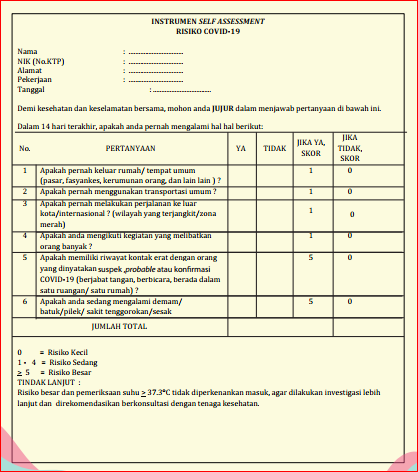 INSTRUMEN SELF ASSESSMENT
RISIKO COVID-19
Nama : ............................
NIK (No.KTP) : ............................
Alamat : ............................
Pekerjaan : ............................
Tanggal : ............................
Demi kesehatan dan keselamatan bersama, mohon anda JUJUR dalam menjawab pertanyaan di bawah ini.
Dalam 14 hari terakhir, apakah anda pernah mengalami hal hal berikut:
No. PERTANYAAN YA TIDAK JIKA YA, SKOR JIKA TIDAK, SKOR
1 Apakah pernah keluar rumah/ tempat umum 1 0
(pasar, fasyankes, kerumunan orang, dan lain lain ) ?
2 Apakah pernah menggunakan transportasi umum ? 1 0
3 Apakah pernah melakukan perjalanan ke luar
kota/internasional ? (wilayah yang terjangkit/zona 1 0
merah)
4 Apakah anda mengikuti kegiatan yang melibatkan 1 0
orang banyak ?
5 Apakah memiliki riwayat kontak erat dengan orang 5 0
yang dinyatakan suspek ,probable atau konfirmasi
COVID-19 (berjabat tangan, berbicara, berada dalam
satu ruangan/ satu rumah) ?
6 Apakah anda sedang mengalami demam/ 5 0
batuk/pilek/ sakit tenggorokan/sesak
JUMLAH TOTAL
0 = Risiko Kecil
1 - 4 = Risiko Sedang
≥ 5 = Risiko Besar
TINDAK LANJUT :
Risiko besar dan pemeriksaan suhu ≥ 37.3°C tidak diperkenankan masuk, agar dilakukan investigasi lebih
lanjut dan direkomendasikan berkonsultasi dengan tenaga kesehatan.